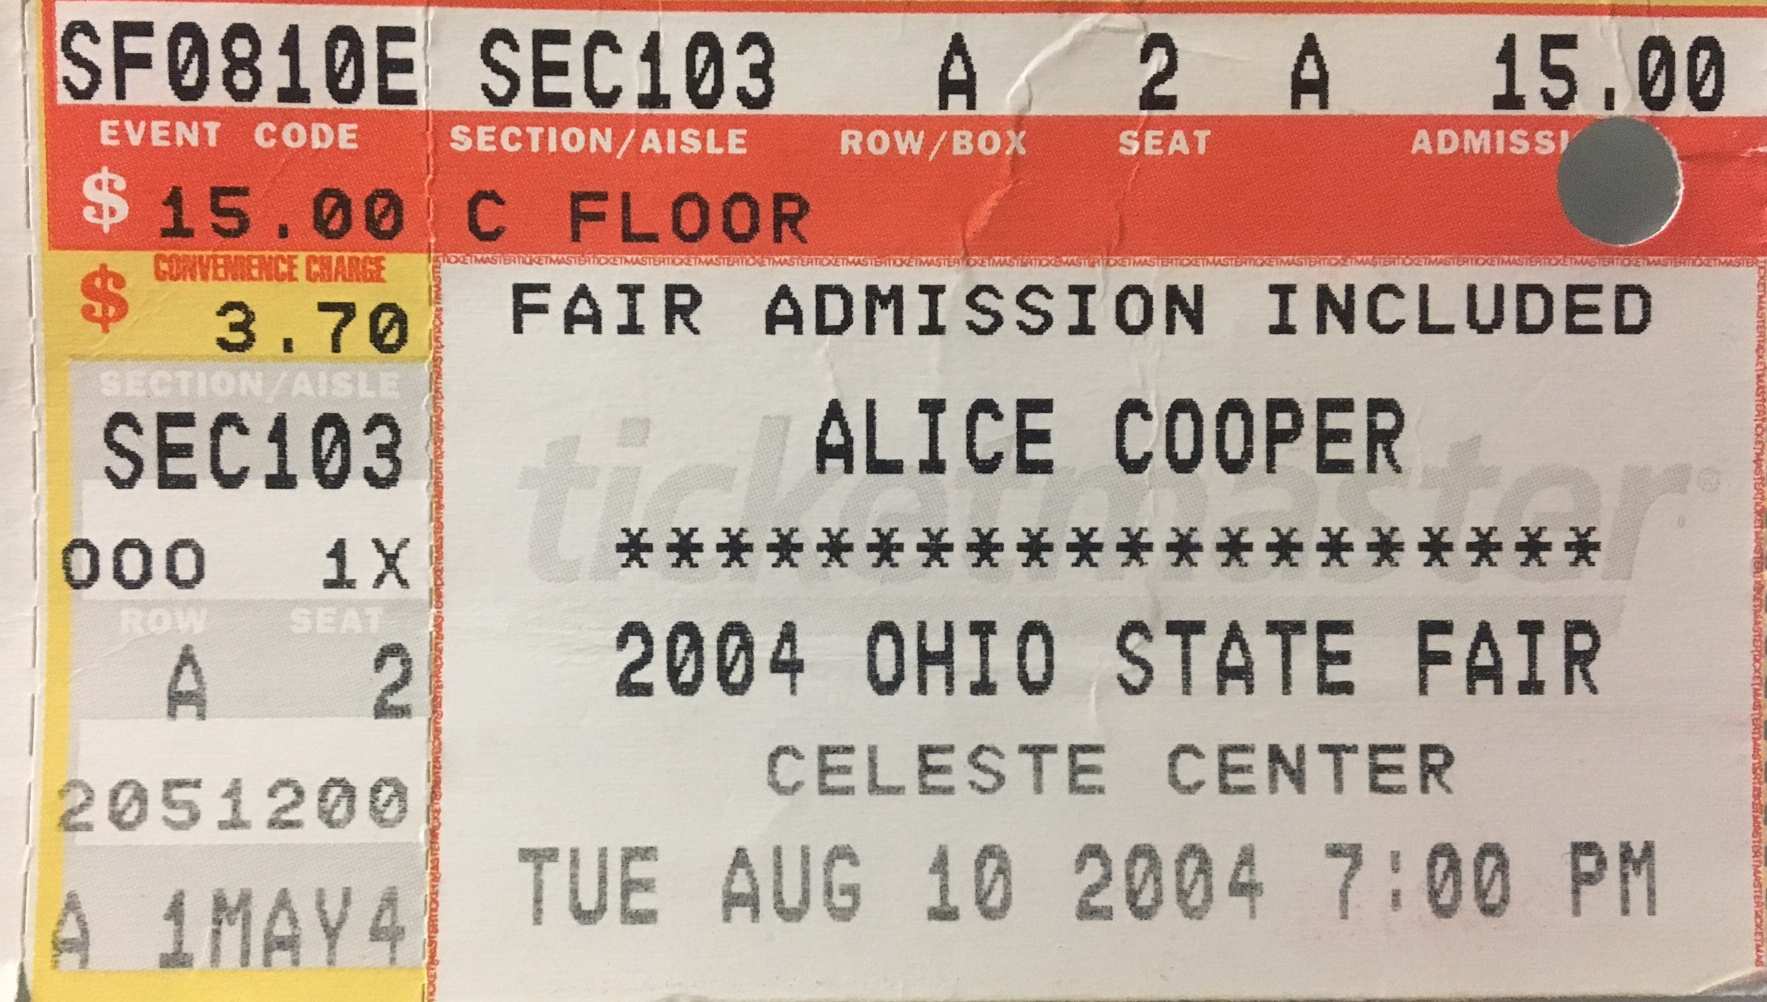 SF0810E SEC103 A 2 A 15.00
EVENT CODE SECTION/AISLE ROW/BOX SEAT
$ 15.00 C FLOOR
CONVENIENCE CHARGE
$ 3.70
FAIR ADMISSION INCLUDED
SECTION/AISLE
SEC103
ALICE COOPER
ticketmaster®
000 1X
********************
ROW SEAT
A 2
2004 OHIO STATE FAIR
2051200
CELESTE CENTER
A 1MAY4
TUE AUG 10 2004 7:00 PM